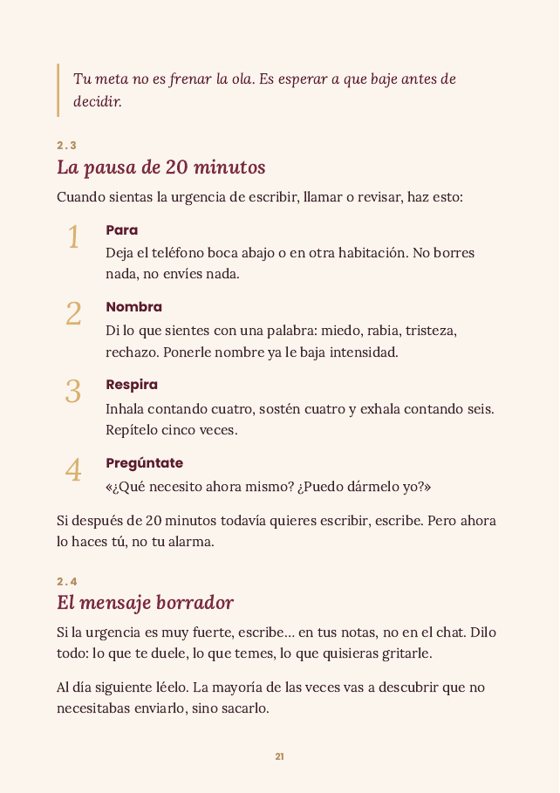 Tu meta no es frenar la ola. Es esperar a que baje antes de
decidir.
2.3
La pausa de 20 minutos
Cuando sientas la urgencia de escribir, llamar o revisar, haz esto:
1
Para
Deja el teléfono boca abajo o en otra habitación. No borres
nada, no envíes nada.
2
Nombra
Di lo que sientes con una palabra: miedo, rabia, tristeza,
rechazo. Ponerle nombre ya le baja intensidad.
3
Respira
Inhala contando cuatro, sostén cuatro y exhala contando seis.
Repítelo cinco veces.
4
Pregúntate
«¿Qué necesito ahora mismo? ¿Puedo dármelo yo?»
Si después de 20 minutos todavía quieres escribir, escribe. Pero ahora
lo haces tú, no tu alarma.
2.4
El mensaje borrador
Si la urgencia es muy fuerte, escribe… en tus notas, no en el chat. Dilo
todo: lo que te duele, lo que temes, lo que quisieras gritarle.
Al día siguiente léelo. La mayoría de las veces vas a descubrir que no
necesitabas enviarlo, sino sacarlo.
21